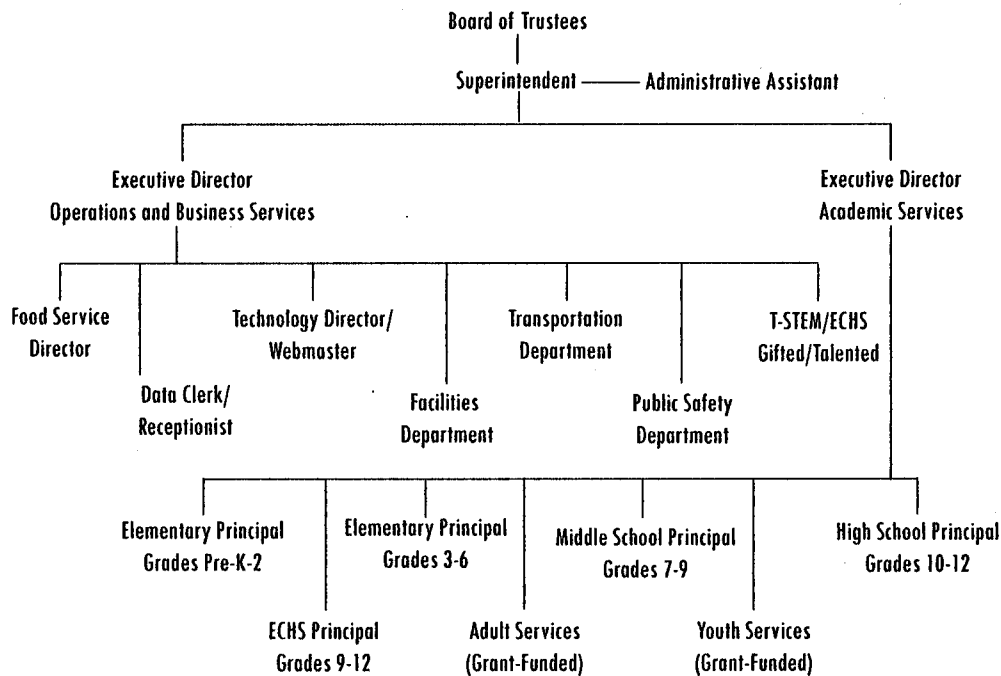 Board of Trustees
Superintendent
Administrative Assistant
Executive Director
Operations and Business Services
Executive Director
Academic Services
Food Service
Director
Data Clerk/
Receptionist
Technology Director/
Webmaster
Facilities
Department
Transportation
Department
Public Safety
Department
T-STEM/ECHS
Gifted/Talented
Elementary Principal
Grades Pre-K-2
ECHS Principal
Grades 9-12
Elementary Principal
Grades 3-6
Adult Services
(Grant-Funded)
Middle School Principal
Grades 7-9
Youth Services
(Grant-Funded)
High School Principal
Grades 10-12